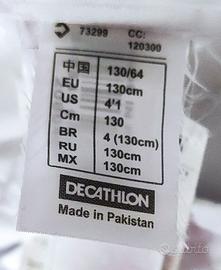 73299
CC:
120300
中国 130/64
EU 130cm
US 4'1
Cm 130
BR 4 (130cm)
RU 130cm
MX 130cm
DECATHLON
Made in Pakistan
subito